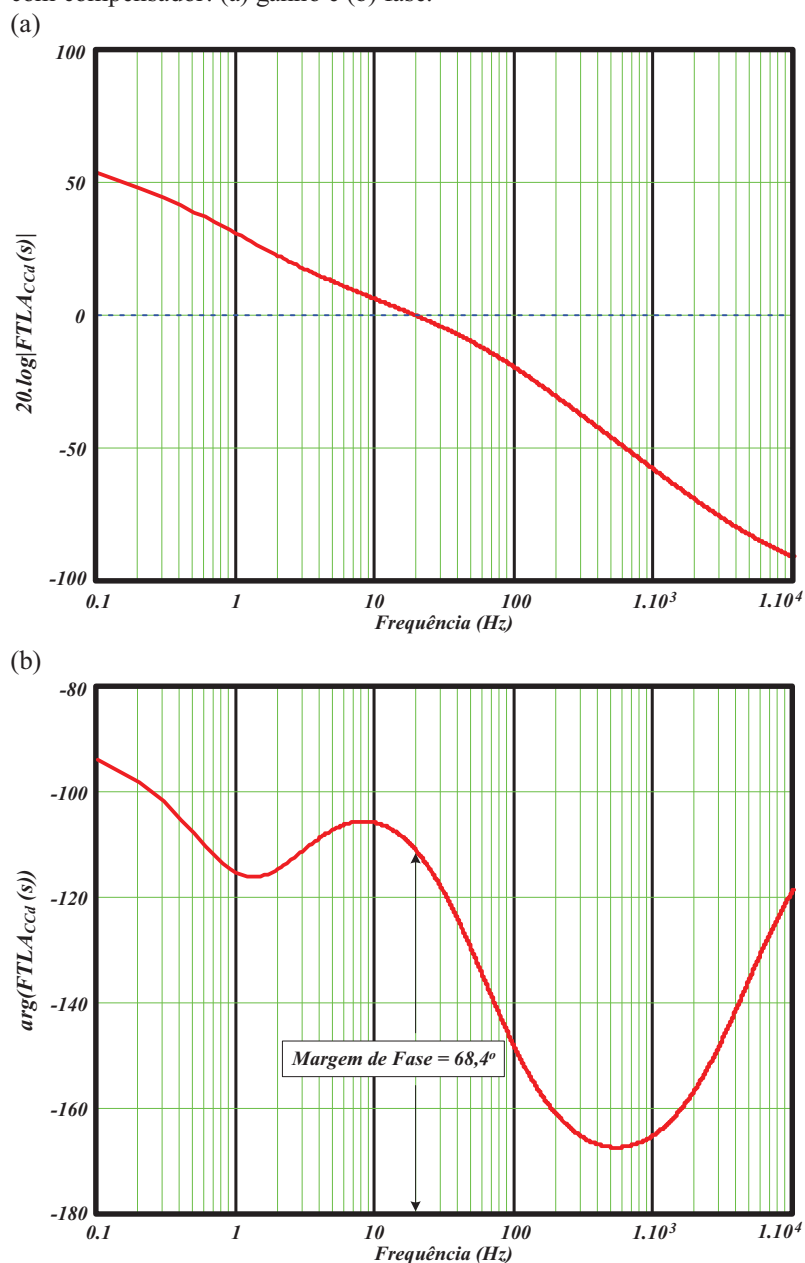 com compensador: (a) ganho e (b) fase.
(a)
100
50
0
-50
-100
20.log|FTLA_CCd(s)|
0.1
1
10
100
1.10³
1.10⁴
Frequência (Hz)
(b)
-80
-100
-120
-140
-160
-180
arg(FTLA_CCd(s))
Margem de Fase = 68,4º
0.1
1
10
100
1.10³
1.10⁴
Frequência (Hz)